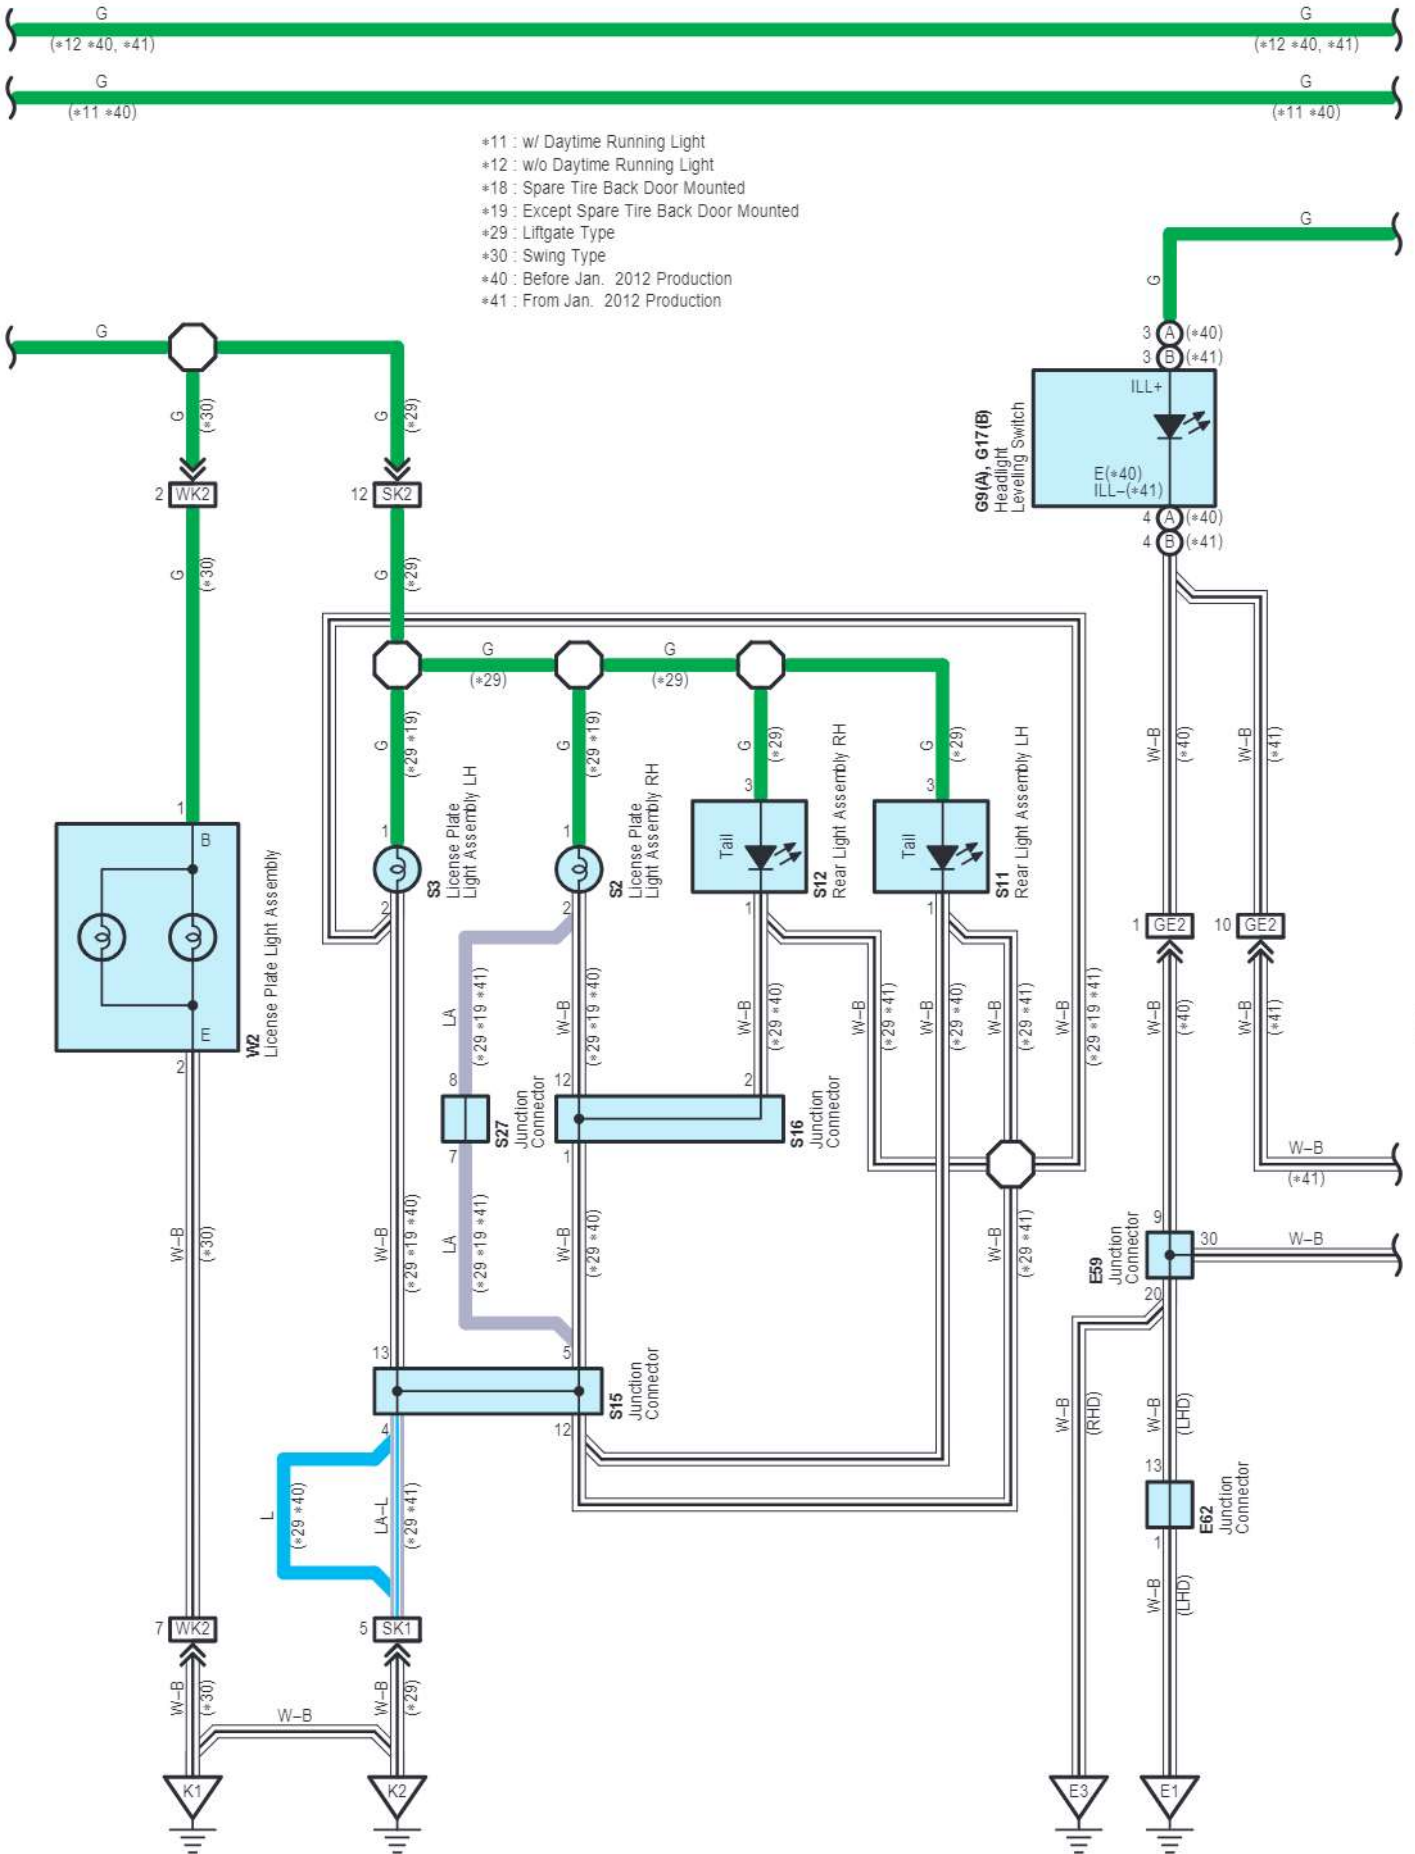 G
G
(*12 *40, *41)
(*12 *40, *41)
G
G
(*11 *40)
(*11 *40)
*11 : w/ Daytime Running Light
*12 : w/o Daytime Running Light
*18 : Spare Tire Back Door Mounted
*19 : Except Spare Tire Back Door Mounted
*29 : Liftgate Type
*30 : Swing Type
*40 : Before Jan. 2012 Production
*41 : From Jan. 2012 Production
G
G
G
3 A (*40)
3 B (*41)
ILL+
E(*40)
ILL-(*41)
G9(A), G17(B)
Headlight
Leveling Switch
4 A (*40)
4 B (*41)
G
(*30)
G
(*29)
2 WK2
12 SK2
G
(*30)
G
(*29)
G
(*29)
G
(*29)
G
(*29 *19)
G
(*29 *19)
G
(*29)
G
(*29)
W-B
(*40)
W-B
(*41)
1
B
E
2
W2
License Plate Light Assembly
1
2
S3
License Plate
Light Assembly LH
1
2
S2
License Plate
Light Assembly RH
3
Tail
1
S12
Rear Light Assembly RH
3
Tail
1
S11
Rear Light Assembly LH
1 GE2
10 GE2
LA
(*29 *19 *41)
W-B
(*29 *19 *40)
W-B
(*29 *40)
W-B
(*29 *41)
W-B
(*29 *40)
W-B
(*29 *41)
W-B
(*29 *19 *41)
W-B
(*40)
W-B
(*41)
8
7
S27
Junction
Connector
12
2
1
S16
Junction
Connector
W-B
(*41)
W-B
(*30)
W-B
(*29 *19 *40)
LA
(*29 *19 *41)
W-B
(*29 *40)
W-B
(*29 *41)
9
30
W-B
20
E59
Junction
Connector
13
5
4
12
S15
Junction
Connector
W-B
(RHD)
W-B
(LHD)
L
(*29 *40)
LA-L
(*29 *41)
13
1
E62
Junction
Connector
W-B
(LHD)
7 WK2
5 SK1
W-B
(*30)
W-B
W-B
(*29)
K1
K2
E3
E1